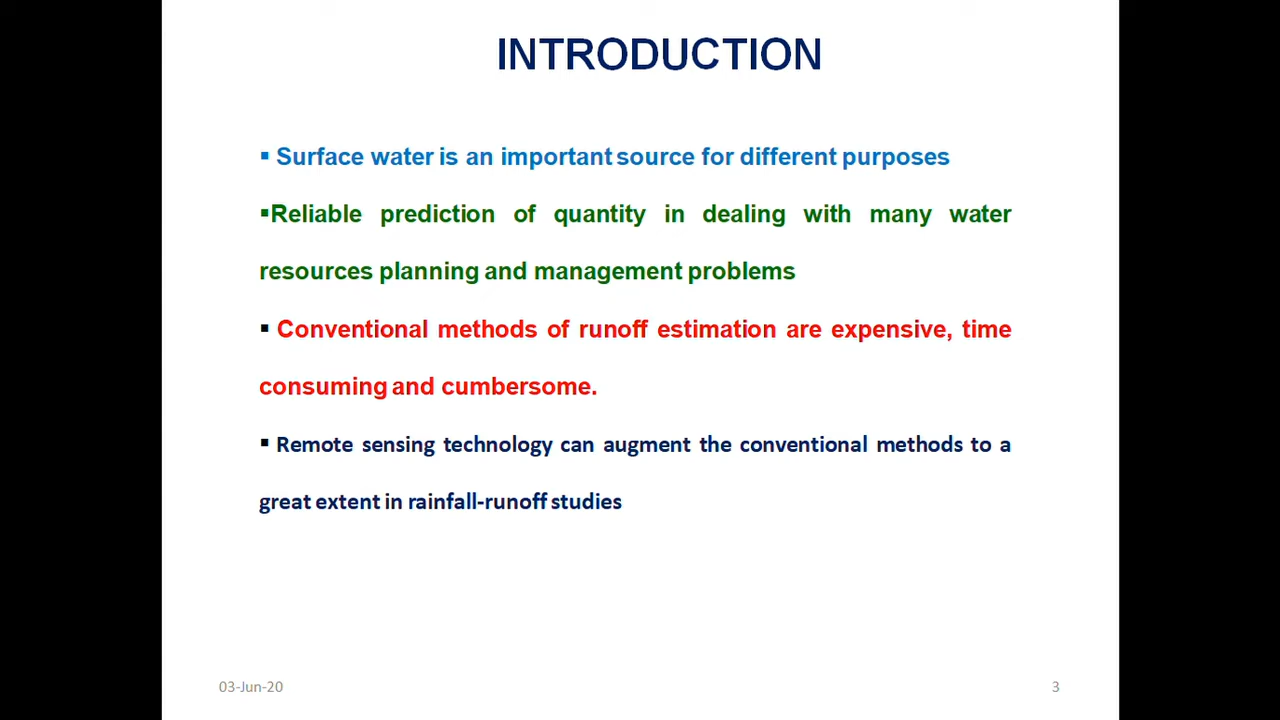 INTRODUCTION
▪ Surface water is an important source for different purposes
▪Reliable prediction of quantity in dealing with many water
resources planning and management problems
▪ Conventional methods of runoff estimation are expensive, time
consuming and cumbersome.
▪ Remote sensing technology can augment the conventional methods to a
great extent in rainfall-runoff studies
03-Jun-20
3